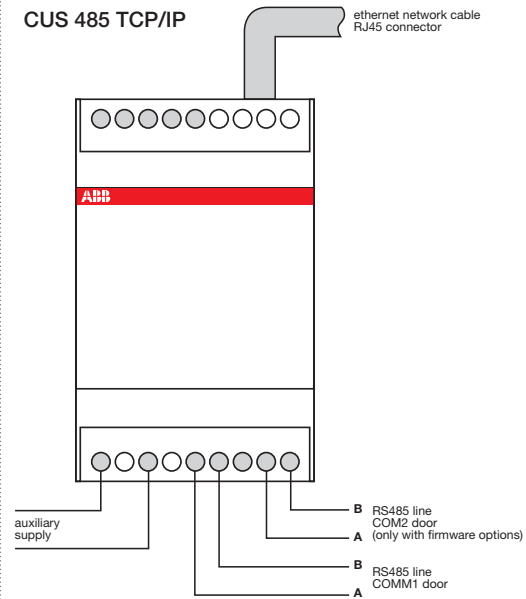 CUS 485 TCP/IP
ethernet network cable
RJ45 connector
ABB
auxiliary
supply
B
RS485 line
COM2 door
A
(only with firmware options)
B
RS485 line
COMM1 door
A